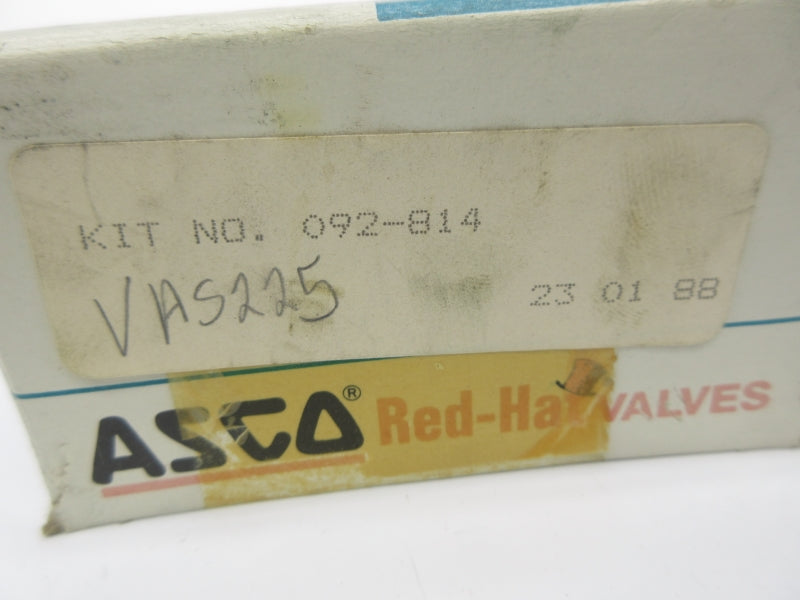 KIT NO. 092-814
VAS225 23 01 88
ASCO® Red-Hat VALVES